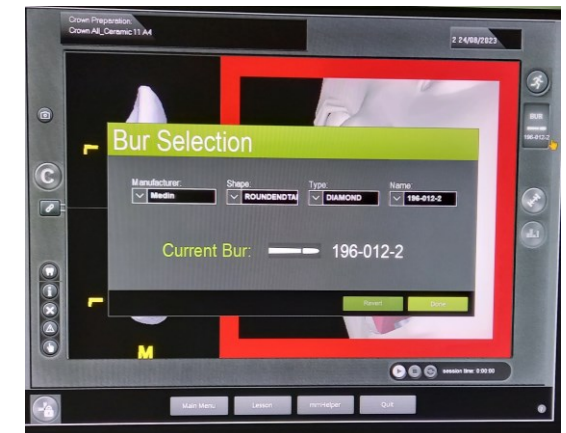 Crown Preparation:
Crown All_Ceramic 11 A4
2 24/08/2023
BUR
196-012-2
Bur Selection
Manufacturer: Shape: Type: Name:
Medin ROUNDENDTAI DIAMOND 196-012-2
Current Bur: 196-012-2
Revert Done
C
M
session time: 0:00:00
Main Menu Lesson Quit